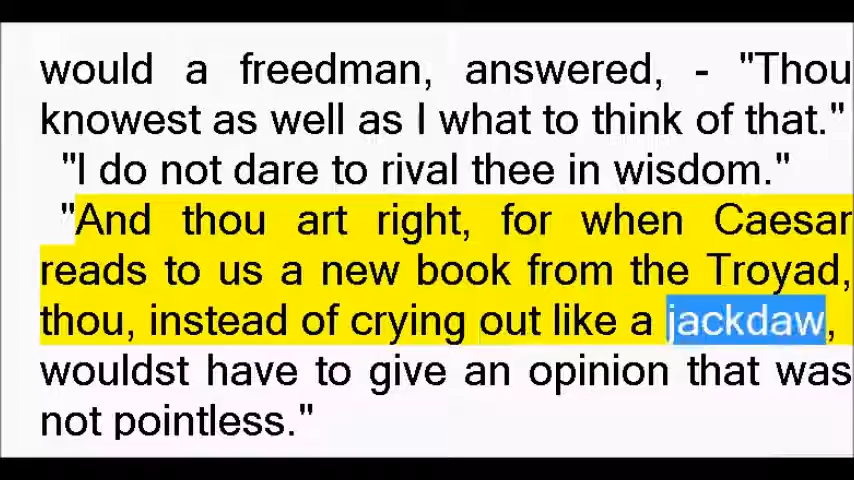 would a freedman, answered, - "Thou
knowest as well as I what to think of that."
"I do not dare to rival thee in wisdom."
"And thou art right, for when Caesar
reads to us a new book from the Troyad,
thou, instead of crying out like a jackdaw,
wouldst have to give an opinion that was
not pointless."